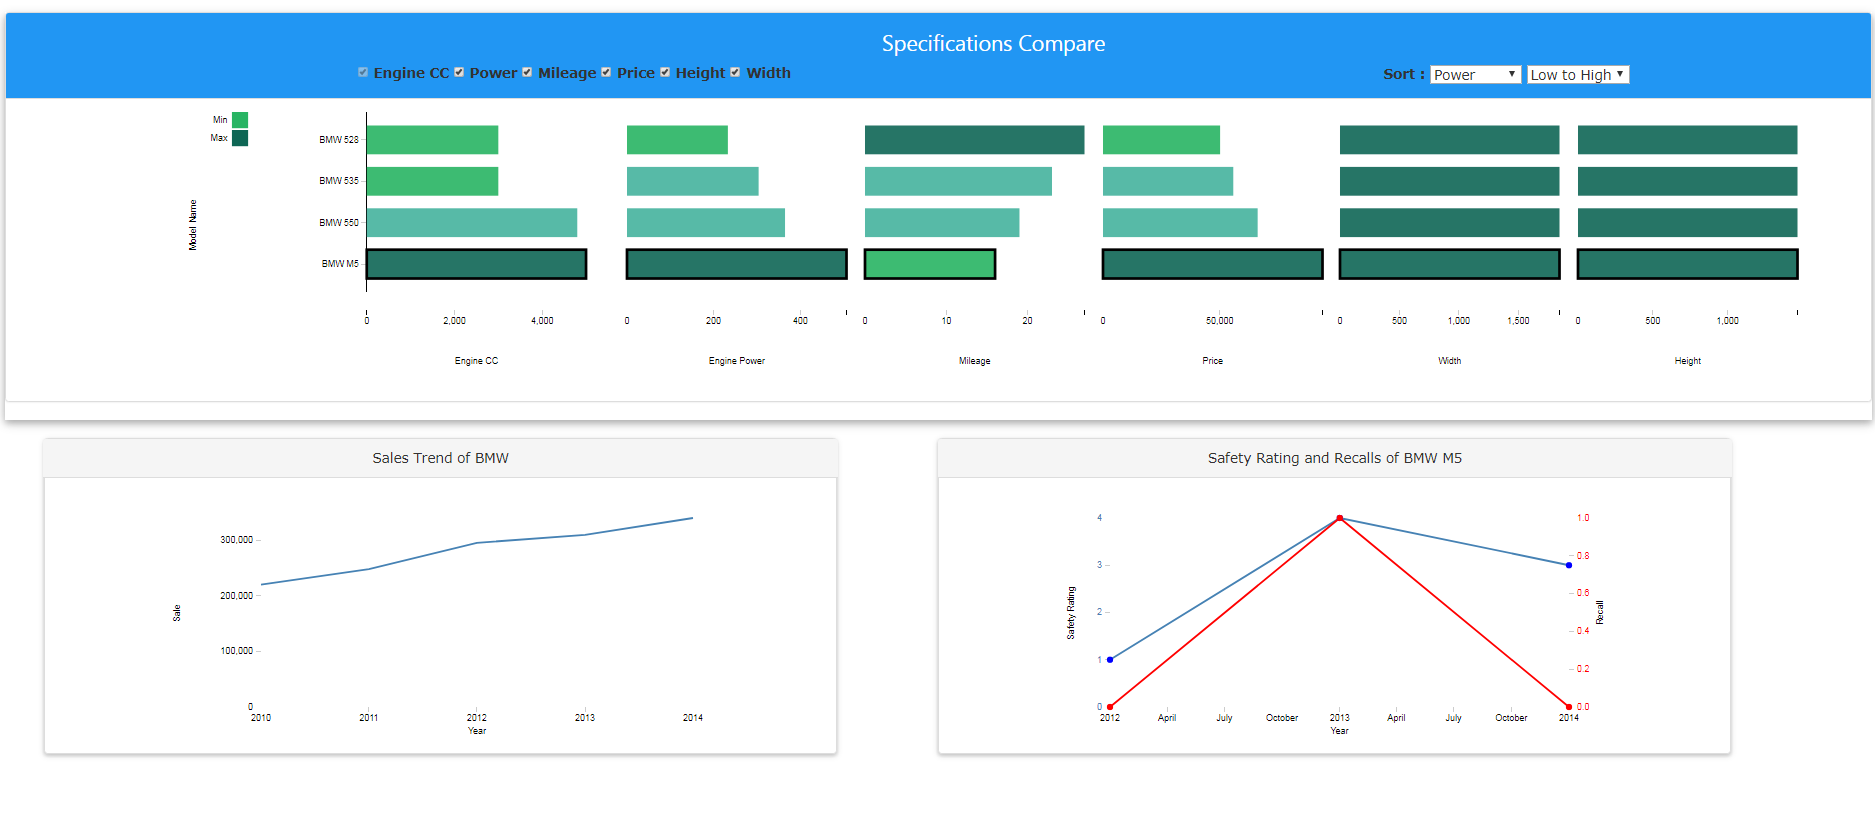 Specifications Compare
Engine CC Power Mileage Price Height Width
Sort : Power Low to High
Min
Max
Model Name
BMW 528
BMW 535
BMW 550
BMW M5
0 2,000 4,000 0 200 400 0 10 20 0 50,000 0 500 1,000 1,500 0 500 1,000
Engine CC Engine Power Mileage Price Width Height
Sales Trend of BMW
300,000
200,000
100,000
0
Sale
2010 2011 2012 2013 2014
Year
Safety Rating and Recalls of BMW M5
4
3
2
1
0
Safety Rating
1.0
0.8
0.6
0.4
0.2
0.0
Recall
2012 April July October 2013 April July October 2014
Year